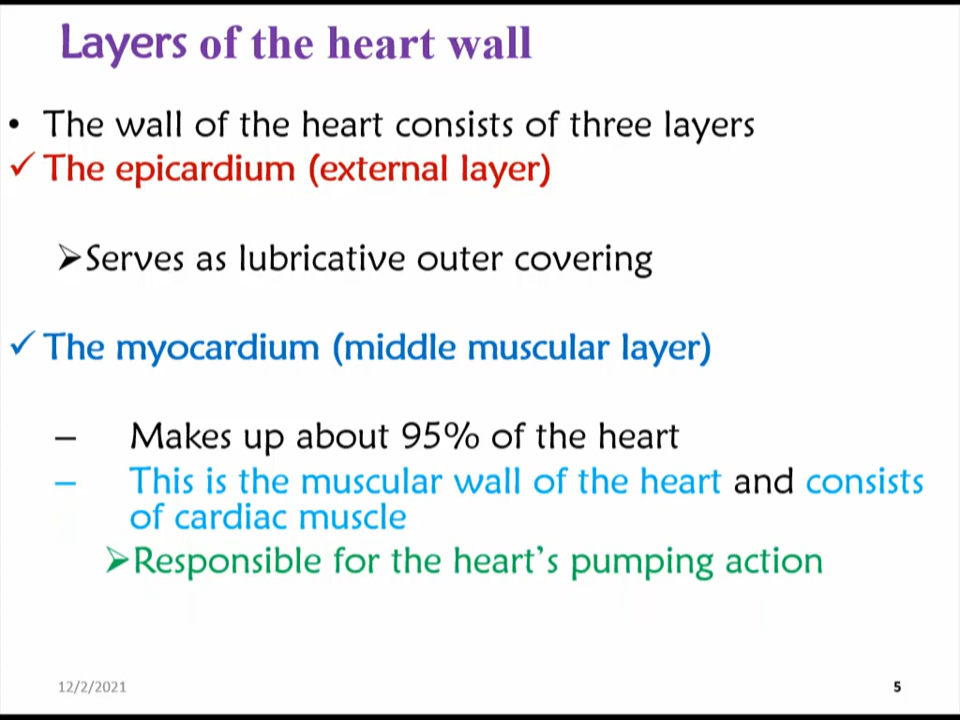 Layers of the heart wall
• The wall of the heart consists of three layers
✓ The epicardium (external layer)
➢Serves as lubricative outer covering
✓ The myocardium (middle muscular layer)
– Makes up about 95% of the heart
– This is the muscular wall of the heart and consists
of cardiac muscle
➢Responsible for the heart’s pumping action
12/2/2021
5